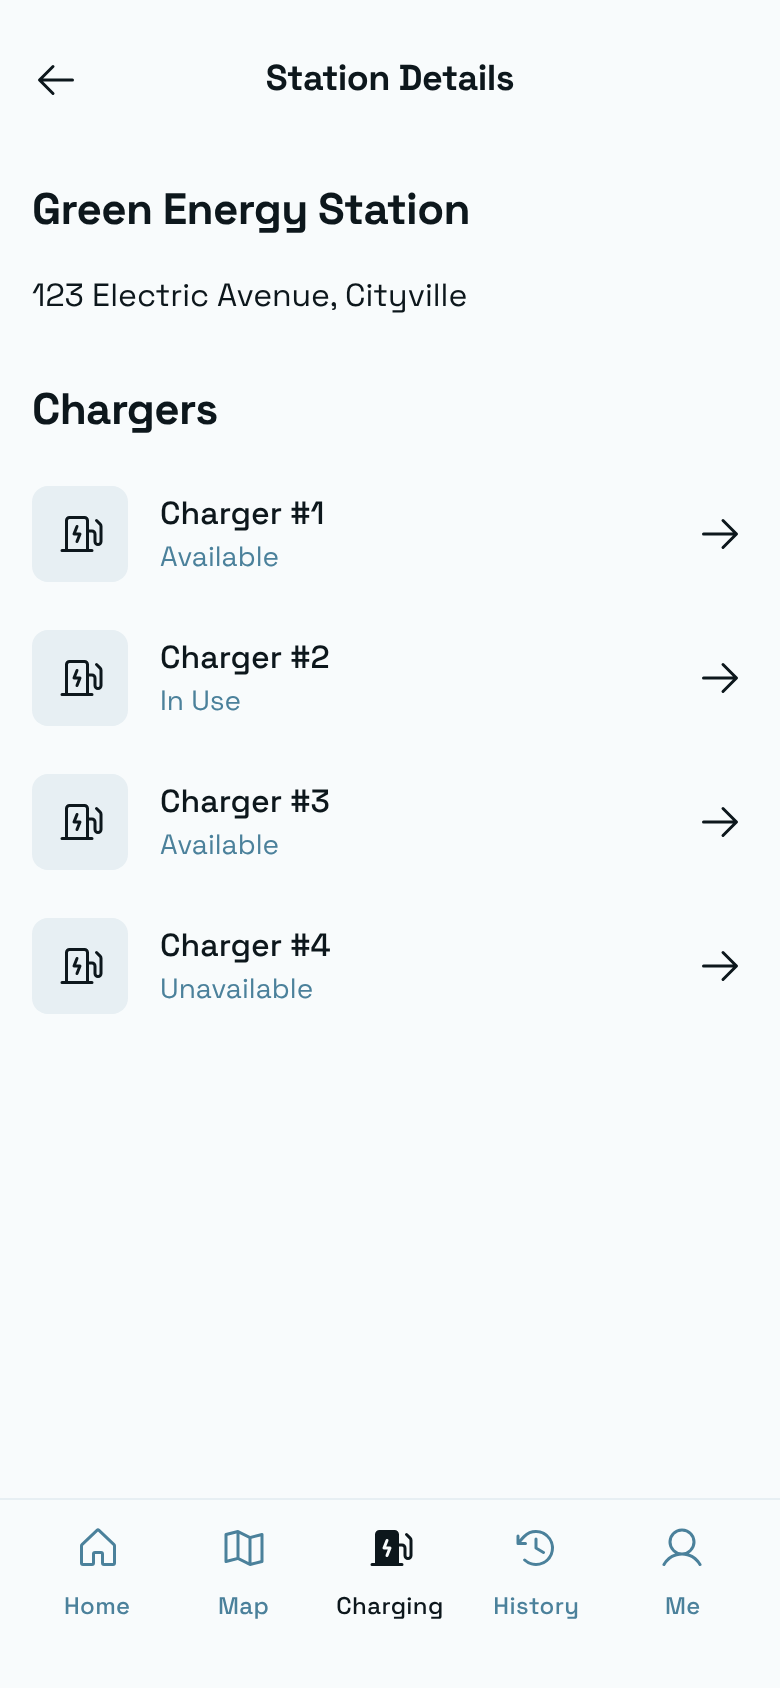 Station Details
Green Energy Station
123 Electric Avenue, Cityville
Chargers
Charger #1
Available
Charger #2
In Use
Charger #3
Available
Charger #4
Unavailable
Home Map Charging History Me